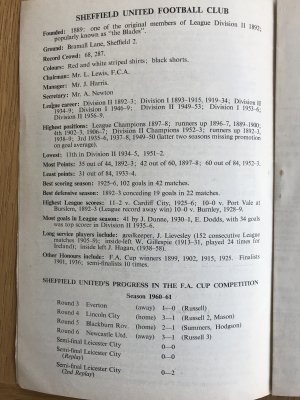 SHEFFIELD UNITED FOOTBALL CLUB
Founded: 1889; one of the original members of League Division II 1892;
popularly known as "the Blades".
Ground: Bramall Lane, Sheffield 2.
Record Crowd: 68, 287.
Colours: Red and white striped shirts; black shorts.
Chairman: Mr. L. Lewis, F.C.A.
Manager: Mr. J. Harris.
Secretary: Mr. A. Newton
League career: Division II 1892–3; Division I 1893–1915, 1919–34; Division II
1934–9; Division I 1946–9; Division II 1949–53; Division I 1953–6;
Division II 1956–9.
Highest positions: League Champions 1897–8; runners up 1896–7, 1899–1900;
4th 1902–3, 1906–7; Division II Champions 1952–3; runners up 1892–3,
1938–9; 3rd 1935–6, 1937–8, 1949–50 (latter two seasons missing promotion
on goal average).
Lowest: 11th in Division II 1934–5, 1951–2.
Most Points: 35 out of 44, 1892–3; 42 out of 60, 1897–8; 60 out of 84, 1952–3.
Least points: 31 out of 84, 1953–4.
Best scoring season: 1925–6, 102 goals in 42 matches.
Best defensive season: 1892–3 conceding 19 goals in 22 matches.
Highest League scores: 11–2 v. Cardiff City, 1925–6; 10–0 v. Port Vale at
Borslem, 1892–3 (League record away win) 10–0 v. Burnley, 1928–9.
Most goals in League season: 41 by J. Dunne, 1930–1, E. Dodds, with 34 goals
was top scorer in Division II 1935–6.
Long service players include: goalkeeper, J. Lievesley (152 consecutive League
matches 1905–9); inside-left W. Gillespie (1913–31, played 24 times for
Ireland); inside left J. Hagan, (1938–58).
Other Honours include: F.A. Cup winners 1899, 1902, 1915, 1925. Finalists
1901, 1936; semi-finalists 10 times.
SHEFFIELD UNITED'S PROGRESS IN THE F.A. CUP COMPETITION
Season 1960–61
Round 3 Everton (away) 1—0 (Russell)
Round 4 Lincoln City (home) 3—1 (Russell 2, Mason)
Round 5 Blackburn Rov. (home) 2—1 (Summers, Hodgson)
Round 6 Newcastle Utd. (away) 3—1 (Russell 3)
Semi-final Leicester City 0—0
Semi-final Leicester City 0—0
(Replay)
Semi-final Leicester City 0—2
(2nd Replay)